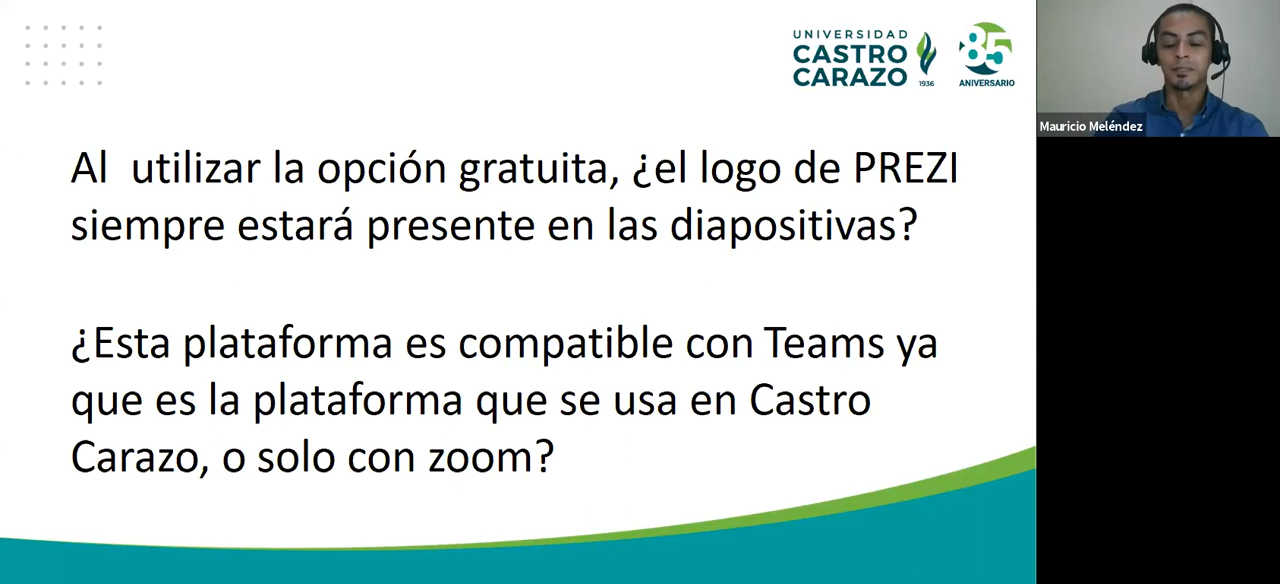 UNIVERSIDAD
CASTRO
CARAZO
1936
85
ANIVERSARIO
Mauricio Meléndez
Al  utilizar la opción gratuita, ¿el logo de PREZI
siempre estará presente en las diapositivas?
¿Esta plataforma es compatible con Teams ya
que es la plataforma que se usa en Castro
Carazo, o solo con zoom?